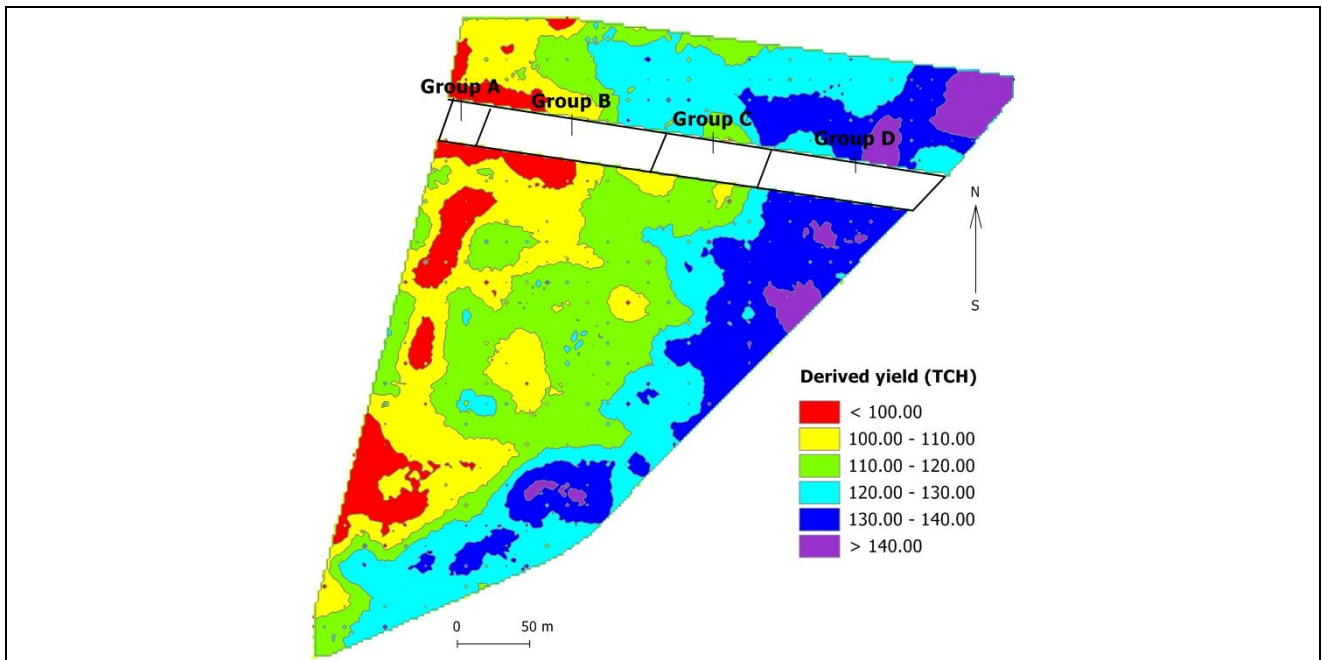 Group A
Group B
Group C
Group D
N
S
Derived yield (TCH)
< 100.00
100.00 - 110.00
110.00 - 120.00
120.00 - 130.00
130.00 - 140.00
> 140.00
0 50 m